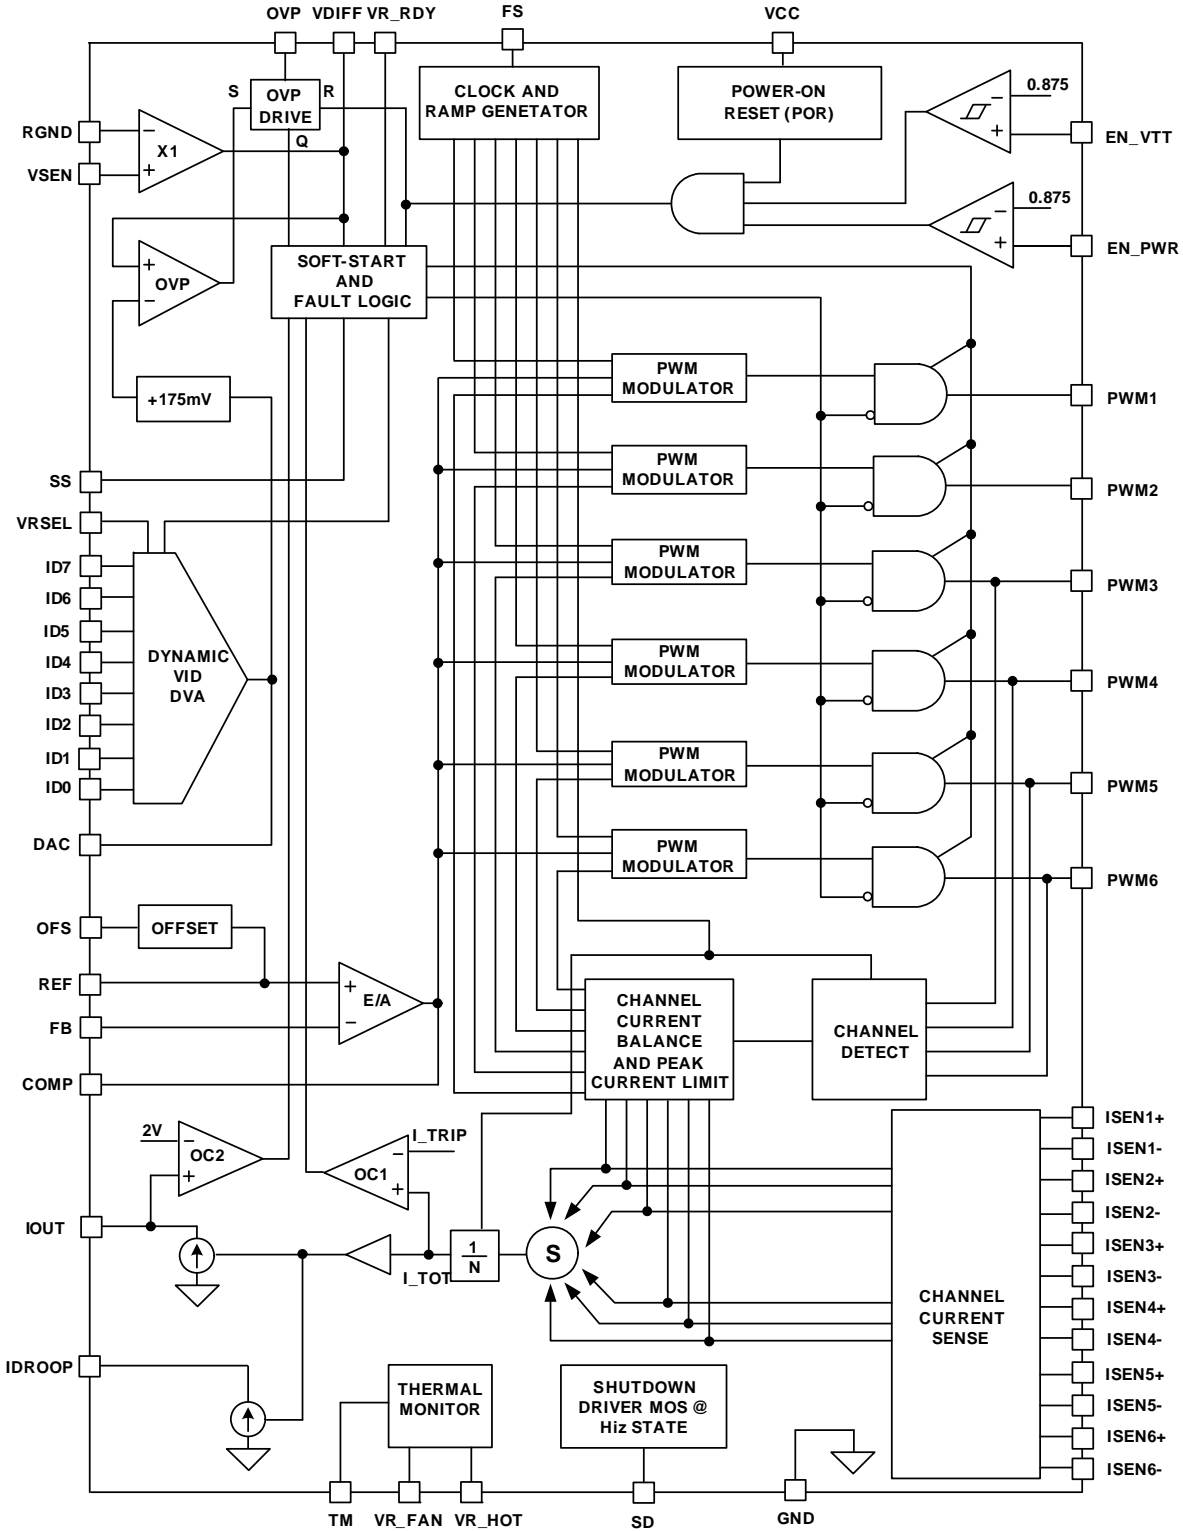 OVP VDIFF VR_RDY FS VCC
S OVP DRIVE R
Q
CLOCK AND
RAMP GENETATOR
POWER-ON
RESET (POR)
0.875
−
+
EN_VTT
RGND
VSEN
−
X1
+
0.875
−
+
EN_PWR
+
OVP
−
SOFT-START
AND
FAULT LOGIC
+175mV
PWM
MODULATOR
PWM1
SS
PWM
MODULATOR
PWM2
VRSEL
ID7
ID6
ID5
ID4
ID3
ID2
ID1
ID0
DYNAMIC
VID
DVA
PWM
MODULATOR
PWM3
PWM
MODULATOR
PWM4
PWM
MODULATOR
PWM5
DAC
PWM
MODULATOR
PWM6
OFS
OFFSET
REF
FB
+
E/A
−
COMP
CHANNEL
CURRENT
BALANCE
AND PEAK
CURRENT LIMIT
CHANNEL
DETECT
2V
−
OC2
+
I_TRIP
−
OC1
+
IOUT
I_TOT
1
N
S
CHANNEL
CURRENT
SENSE
ISEN1+
ISEN1-
ISEN2+
ISEN2-
ISEN3+
ISEN3-
ISEN4+
ISEN4-
ISEN5+
ISEN5-
ISEN6+
ISEN6-
IDROOP
THERMAL
MONITOR
SHUTDOWN
DRIVER MOS @
Hiz STATE
TM VR_FAN VR_HOT SD GND